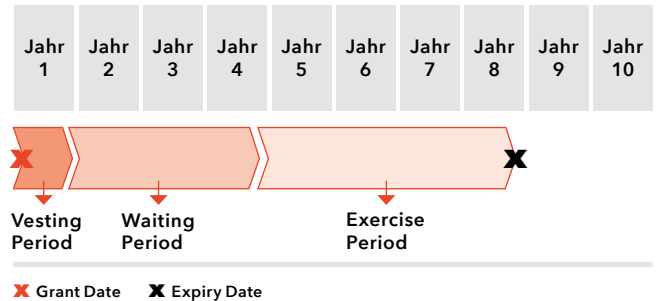 Jahr Jahr Jahr Jahr Jahr Jahr Jahr Jahr Jahr Jahr
1 2 3 4 5 6 7 8 9 10
Vesting Waiting Exercise
Period Period Period
Grant Date Expiry Date